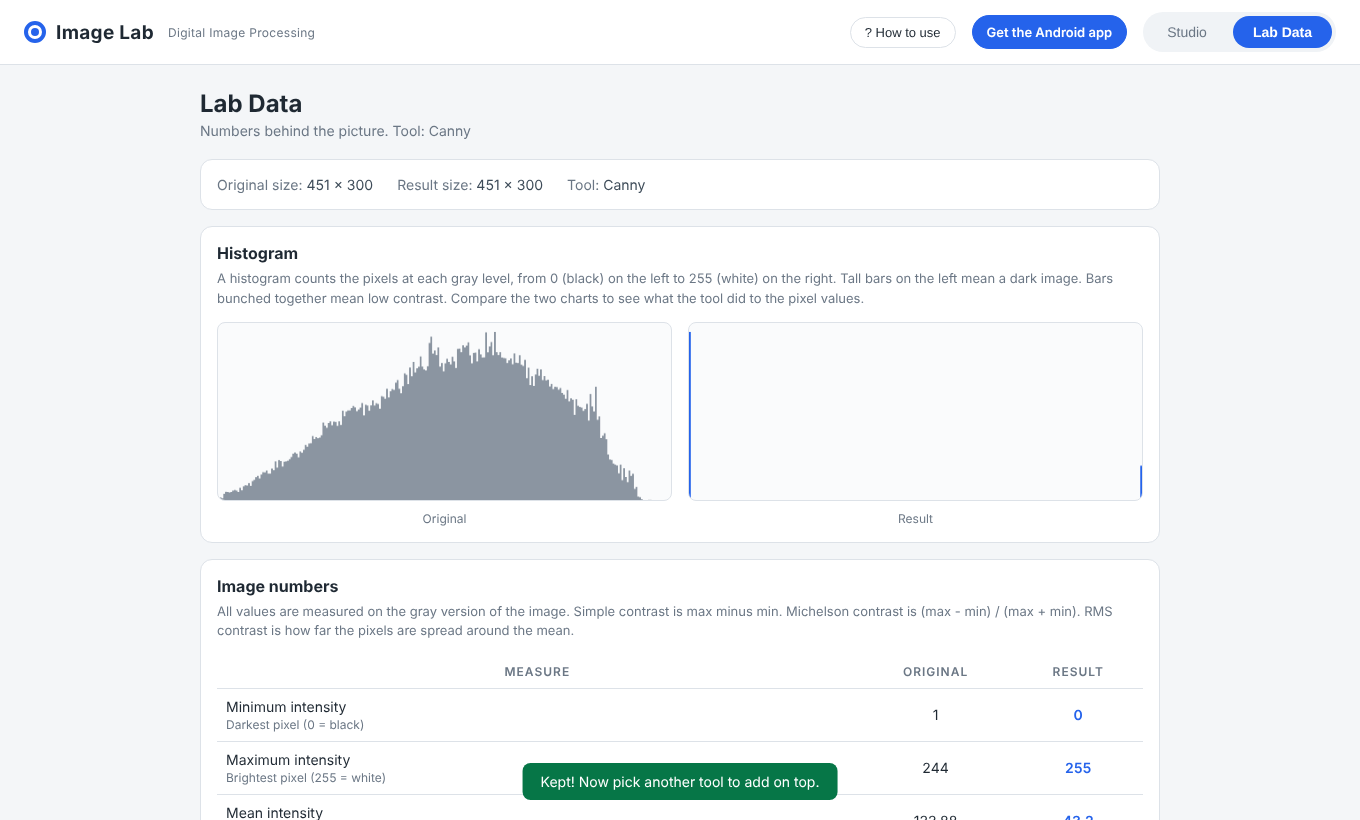 Image Lab
Digital Image Processing
? How to use
Get the Android app
Studio
Lab Data
Lab Data
Numbers behind the picture. Tool: Canny
Original size: 451 × 300 Result size: 451 × 300 Tool: Canny
Histogram
A histogram counts the pixels at each gray level, from 0 (black) on the left to 255 (white) on the right. Tall bars on the left mean a dark image. Bars
bunched together mean low contrast. Compare the two charts to see what the tool did to the pixel values.
Original
Result
Image numbers
All values are measured on the gray version of the image. Simple contrast is max minus min. Michelson contrast is (max - min) / (max + min). RMS
contrast is how far the pixels are spread around the mean.
MEASURE ORIGINAL RESULT
Minimum intensity
Darkest pixel (0 = black)
1 0
Maximum intensity
Brightest pixel (255 = white)
244 255
Kept! Now pick another tool to add on top.
Mean intensity